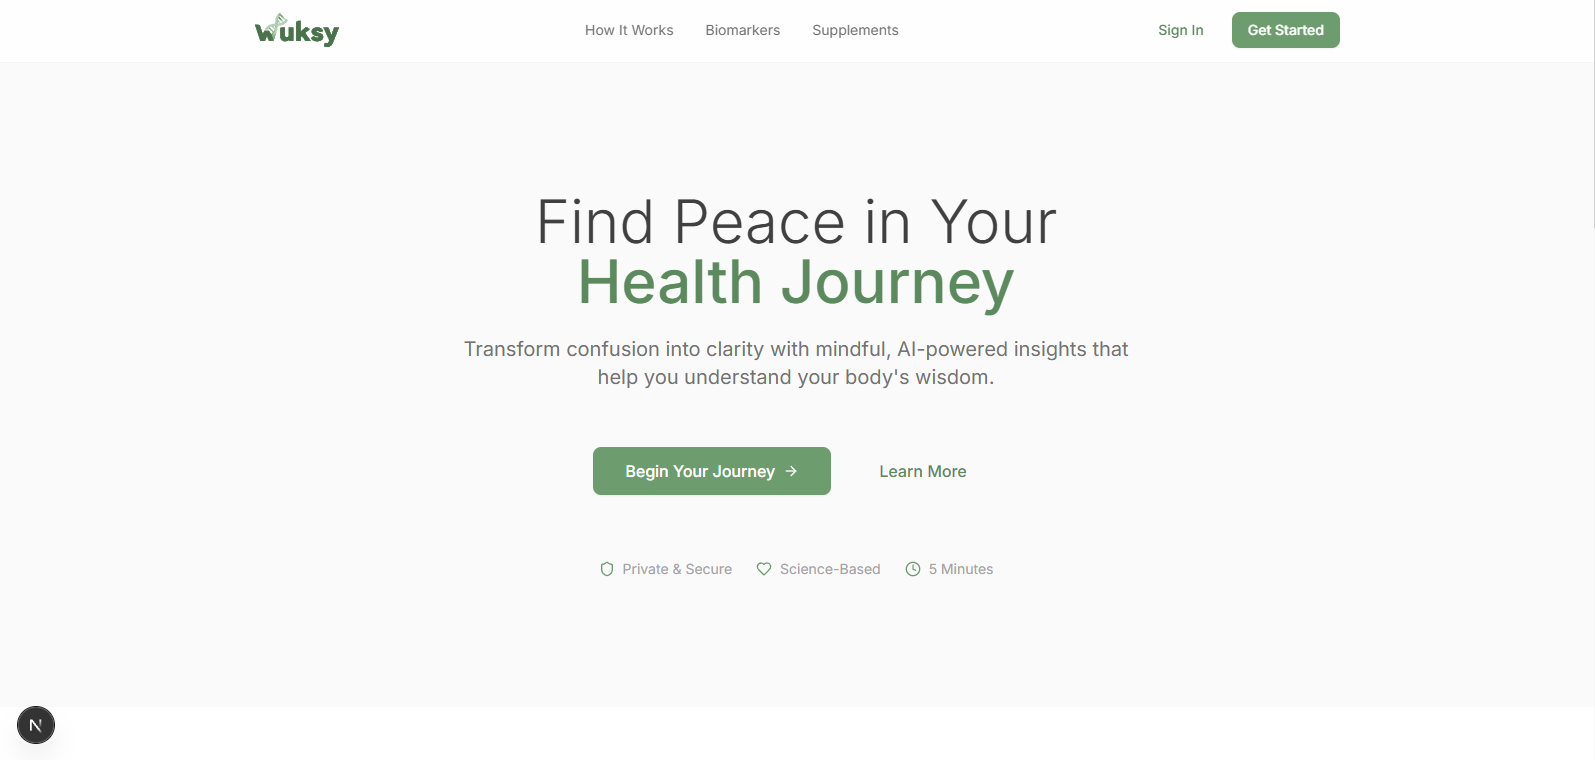 wuksy
How It Works
Biomarkers
Supplements
Sign In
Get Started
Find Peace in Your
Health Journey
Transform confusion into clarity with mindful, AI-powered insights that
help you understand your body's wisdom.
Begin Your Journey →
Learn More
Private & Secure
Science-Based
5 Minutes
N